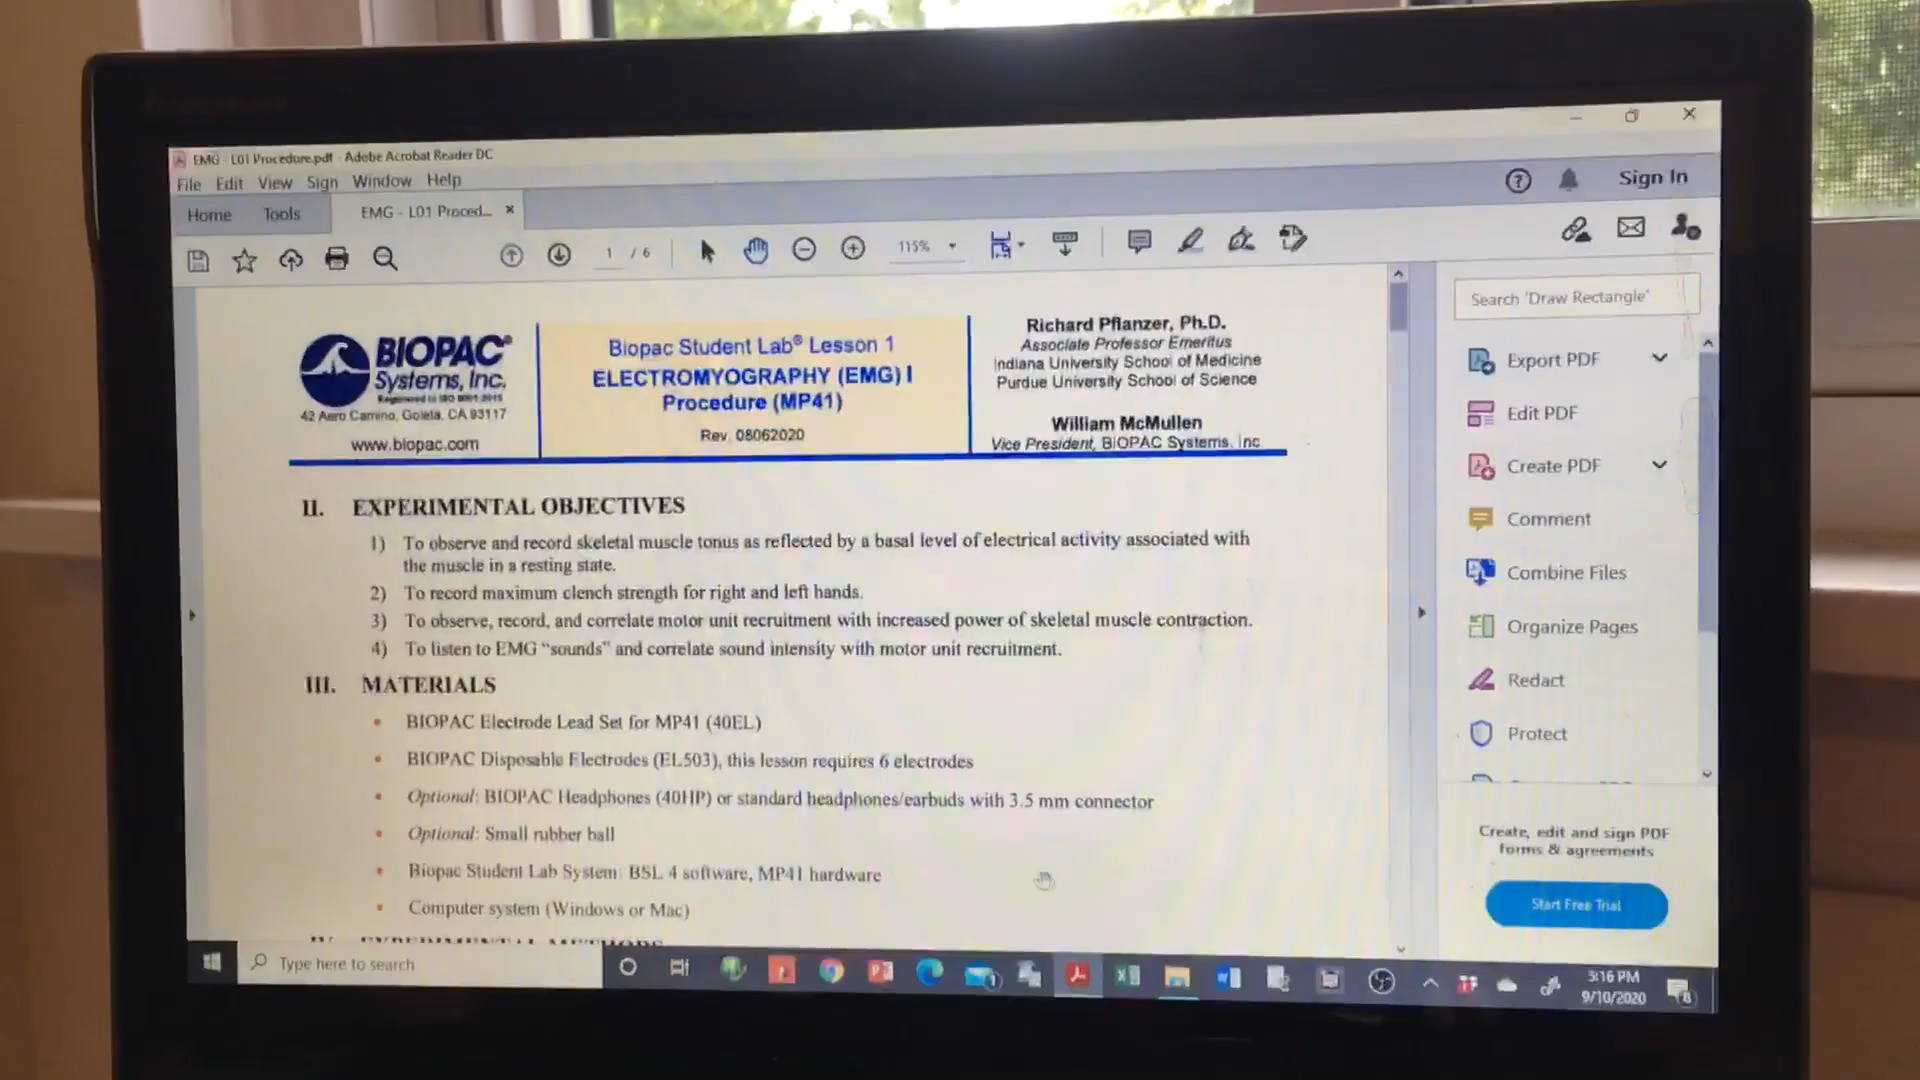 EMG - L01 Procedure.pdf - Adobe Acrobat Reader DC
File Edit View Sign Window Help
Sign In
Home Tools EMG - L01 Proced... ×
1 / 6 115%
Search 'Draw Rectangle'
BIOPAC®
Systems, Inc.
Registered to ISO 9001:2015
42 Aero Camino, Goleta, CA 93117
www.biopac.com
Biopac Student Lab® Lesson 1
ELECTROMYOGRAPHY (EMG) I
Procedure (MP41)
Rev. 08062020
Richard Pflanzer, Ph.D.
Associate Professor Emeritus
Indiana University School of Medicine
Purdue University School of Science
William McMullen
Vice President, BIOPAC Systems, Inc.
II. EXPERIMENTAL OBJECTIVES
1) To observe and record skeletal muscle tonus as reflected by a basal level of electrical activity associated with
the muscle in a resting state.
2) To record maximum clench strength for right and left hands.
3) To observe, record, and correlate motor unit recruitment with increased power of skeletal muscle contraction.
4) To listen to EMG “sounds” and correlate sound intensity with motor unit recruitment.
III. MATERIALS
• BIOPAC Electrode Lead Set for MP41 (40EL)
• BIOPAC Disposable Electrodes (EL503), this lesson requires 6 electrodes
• Optional: BIOPAC Headphones (40HP) or standard headphones/earbuds with 3.5 mm connector
• Optional: Small rubber ball
• Biopac Student Lab System: BSL 4 software, MP41 hardware
• Computer system (Windows or Mac)
Export PDF
Edit PDF
Create PDF
Comment
Combine Files
Organize Pages
Redact
Protect
Create, edit and sign PDF
forms & agreements
Start Free Trial
Type here to search
3:16 PM
9/10/2020
8